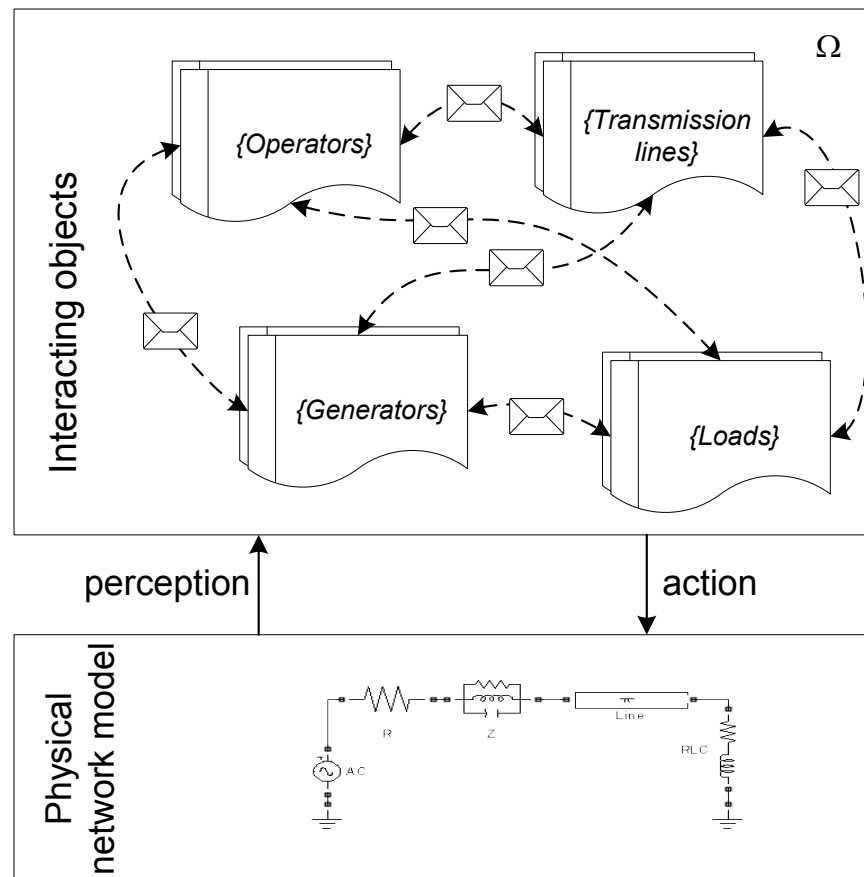 Ω
Interacting objects
{Operators}
{Transmission
lines}
{Generators}
{Loads}
perception
action
Physical
network model
R
Z
Line
RLC
AC